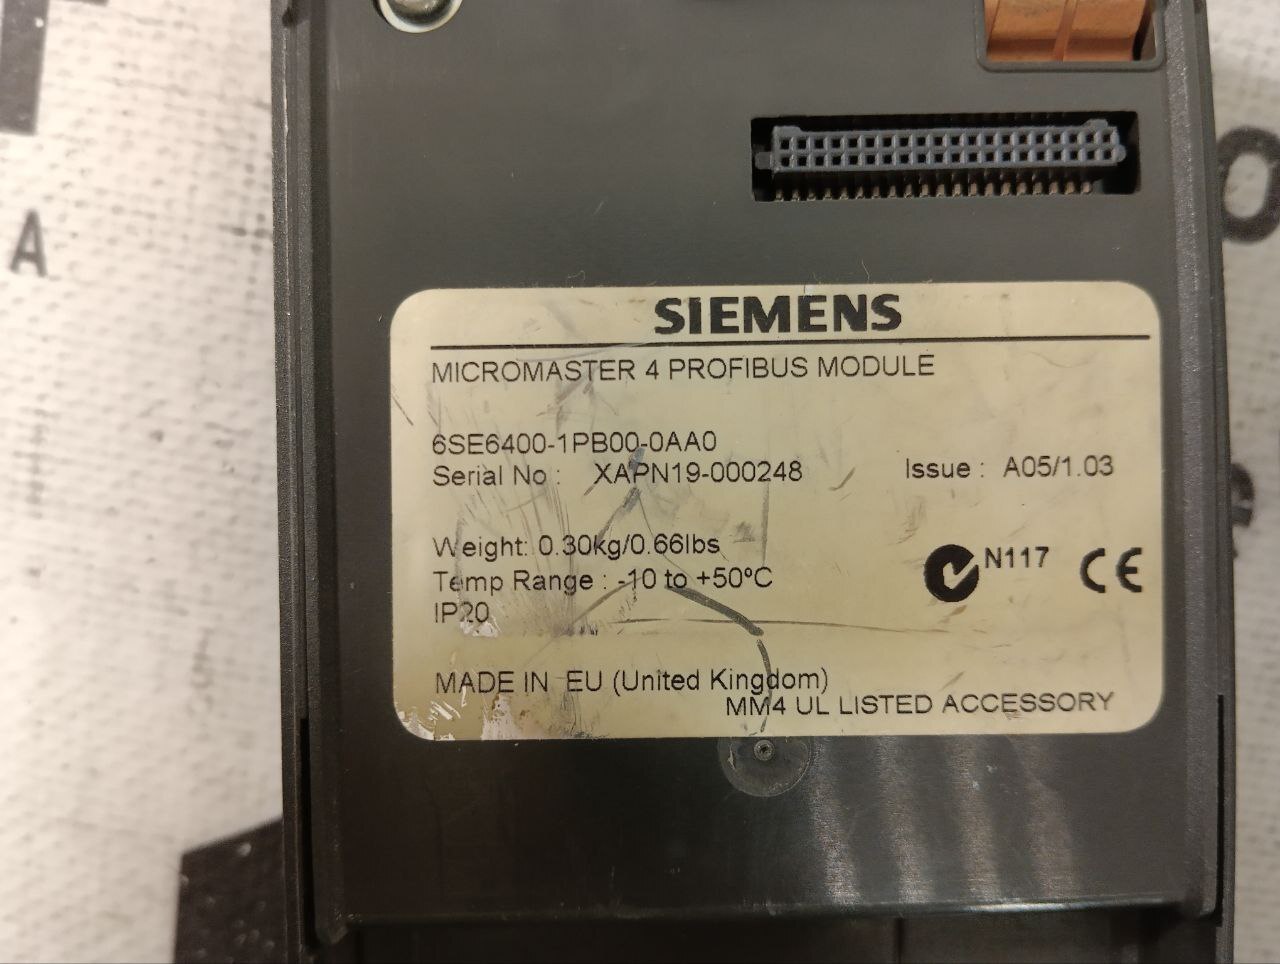 SIEMENS
MICROMASTER 4 PROFIBUS MODULE
6SE6400-1PB00-0AA0
Serial No : XAPN19-000248 Issue : A05/1.03
Weight: 0.30kg/0.66lbs
Temp Range : -10 to +50ºC
N117 CE
IP20
MADE IN EU (United Kingdom)
MM4 UL LISTED ACCESSORY
A
O
e